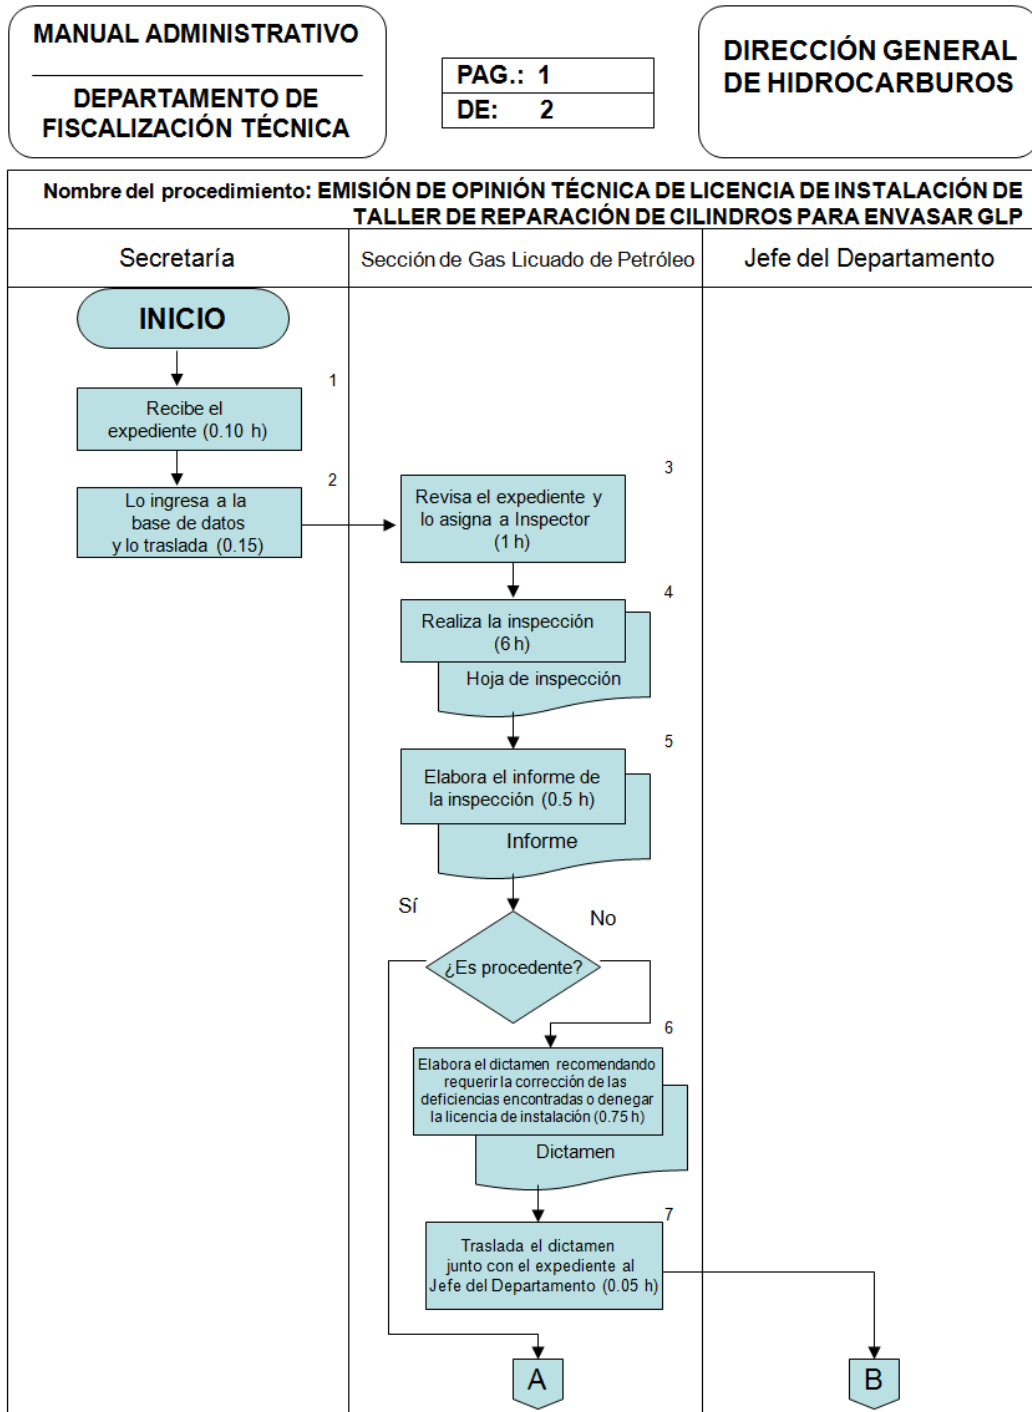 MANUAL ADMINISTRATIVO
DEPARTAMENTO DE
FISCALIZACIÓN TÉCNICA
PAG.: 1
DE: 2
DIRECCIÓN GENERAL
DE HIDROCARBUROS
Nombre del procedimiento: EMISIÓN DE OPINIÓN TÉCNICA DE LICENCIA DE INSTALACIÓN DE
TALLER DE REPARACIÓN DE CILINDROS PARA ENVASAR GLP
Secretaría
Sección de Gas Licuado de Petróleo
Jefe del Departamento
INICIO
1
Recibe el
expediente (0.10 h)
2
Lo ingresa a la
base de datos
y lo traslada (0.15)
3
Revisa el expediente y
lo asigna a Inspector
(1 h)
4
Realiza la inspección
(6 h)
Hoja de inspección
5
Elabora el informe de
la inspección (0.5 h)
Informe
Sí
No
¿Es procedente?
6
Elabora el dictamen recomendando
requerir la corrección de las
deficiencias encontradas o denegar
la licencia de instalación (0.75 h)
Dictamen
7
Traslada el dictamen
junto con el expediente al
Jefe del Departamento (0.05 h)
A
B